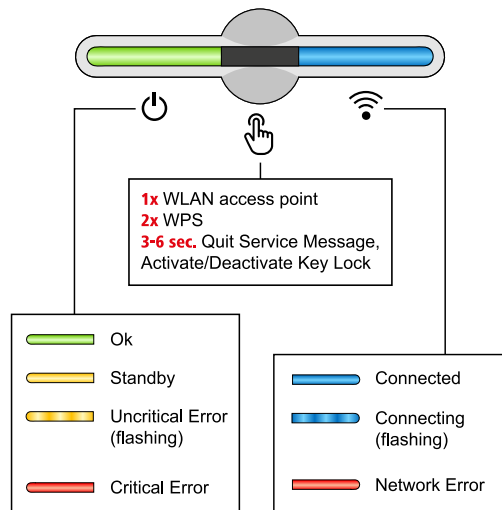 1x WLAN access point
2x WPS
3-6 sec. Quit Service Message,
Activate/Deactivate Key Lock
Ok
Standby
Uncritical Error
(flashing)
Critical Error
Connected
Connecting
(flashing)
Network Error